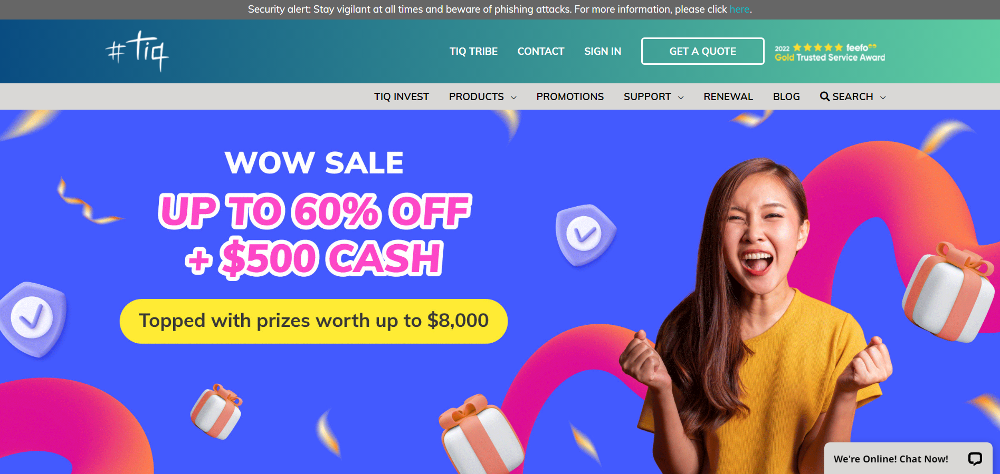 Security alert: Stay vigilant at all times and beware of phishing attacks. For more information, please click here.
#tiq
TIQ TRIBE CONTACT SIGN IN GET A QUOTE
2022 feefo
Gold Trusted Service Award
TIQ INVEST PRODUCTS PROMOTIONS SUPPORT RENEWAL BLOG SEARCH
WOW SALE
UP TO 60% OFF
+ $500 CASH
Topped with prizes worth up to $8,000
We're Online! Chat Now!